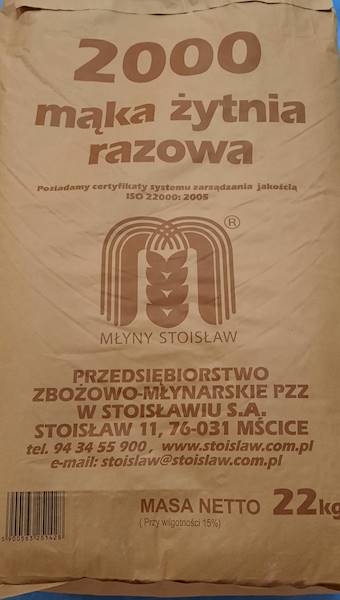 2000
mąka żytnia
razowa
Posiadamy certyfikaty systemu zarządzania jakością
ISO 22000: 2005
®
MŁYNY STOISŁAW
PRZEDSIĘBIORSTWO
ZBOŻOWO-MŁYNARSKIE PZZ
W STOISŁAWIU S.A.
STOISŁAW 11, 76-031 MŚCICE
tel. 94 34 55 900 , www.stoislaw.com.pl
e-mail: stoislaw@stoislaw.com.pl
MASA NETTO 22kg
( Przy wilgotności 15%)